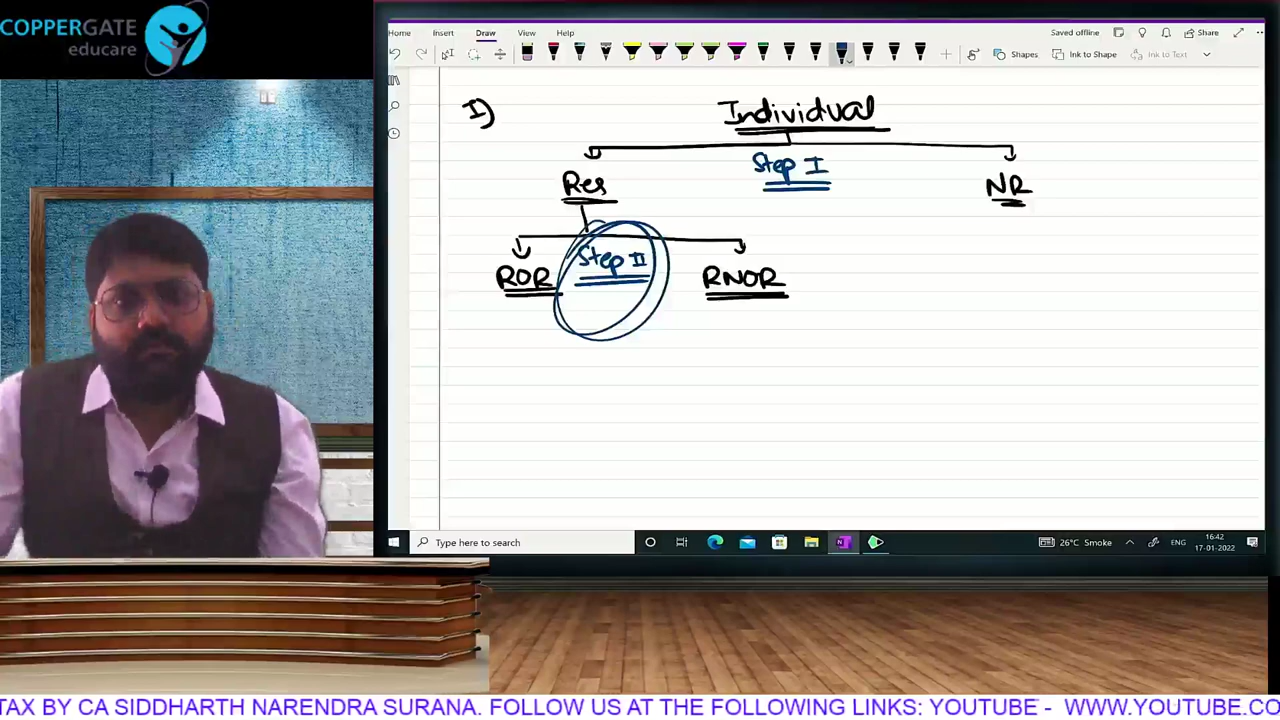 COPPERGATE
educare
Home Insert Draw View Help
Saved offline
Share
Shapes
Ink to Shape
Ink to Text
I) Individual
Step I
Res NR
Step II
ROR RNOR
Type here to search
26°C Smoke
ENG
16:42
17-01-2022
TAX BY CA SIDDHARTH NARENDRA SURANA. FOLLOW US AT THE FOLLOWING LINKS: YOUTUBE - WWW.YOUTUBE.CO